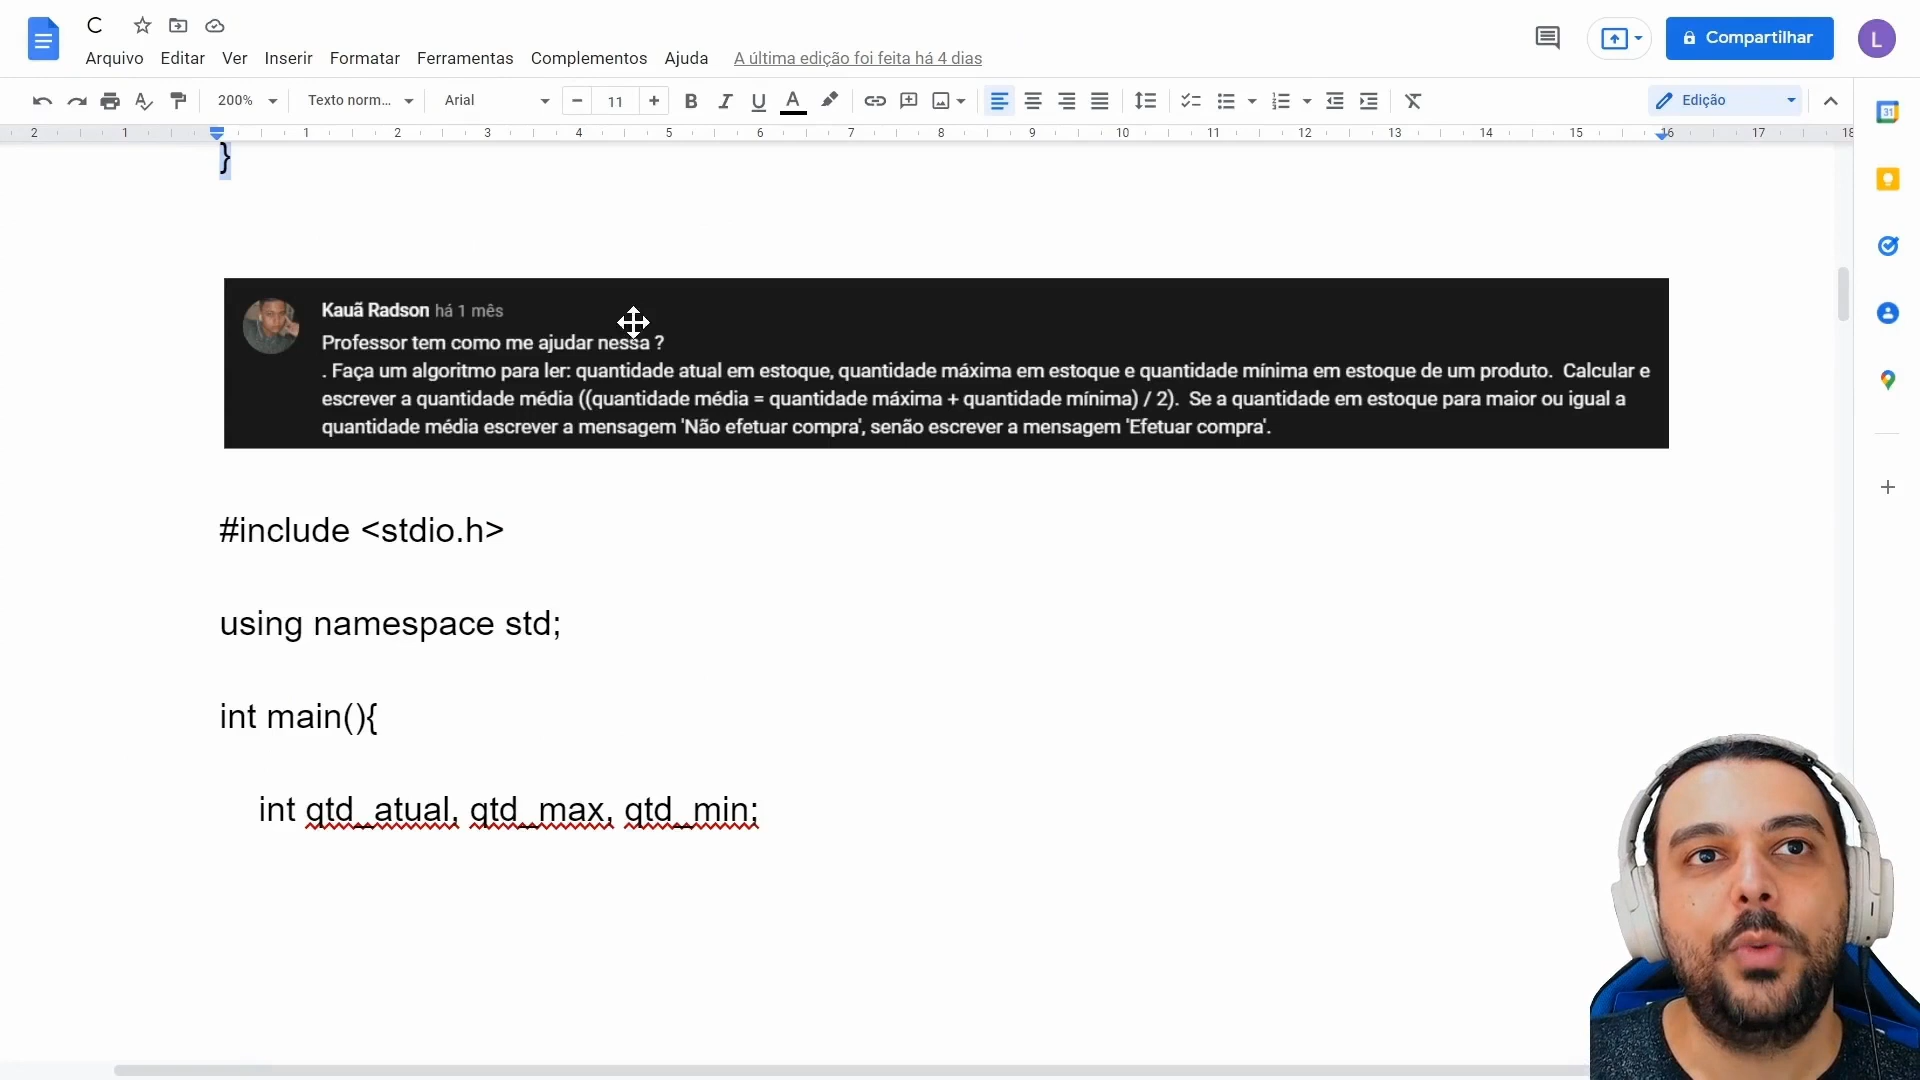 C
Arquivo Editar Ver Inserir Formatar Ferramentas Complementos Ajuda A última edição foi feita há 4 dias
Compartilhar
L
200% Texto norm... Arial 11 B I U A Edição
31
2 1 1 2 3 4 5 6 7 8 9 10 11 12 13 14 15 16 17 18
}
Kauã Radson há 1 mês
Professor tem como me ajudar nessa ?
. Faça um algoritmo para ler: quantidade atual em estoque, quantidade máxima em estoque e quantidade mínima em estoque de um produto. Calcular e
escrever a quantidade média ((quantidade média = quantidade máxima + quantidade mínima) / 2). Se a quantidade em estoque para maior ou igual a
quantidade média escrever a mensagem 'Não efetuar compra', senão escrever a mensagem 'Efetuar compra'.
#include <stdio.h>
using namespace std;
int main(){
int qtd_atual, qtd_max, qtd_min;